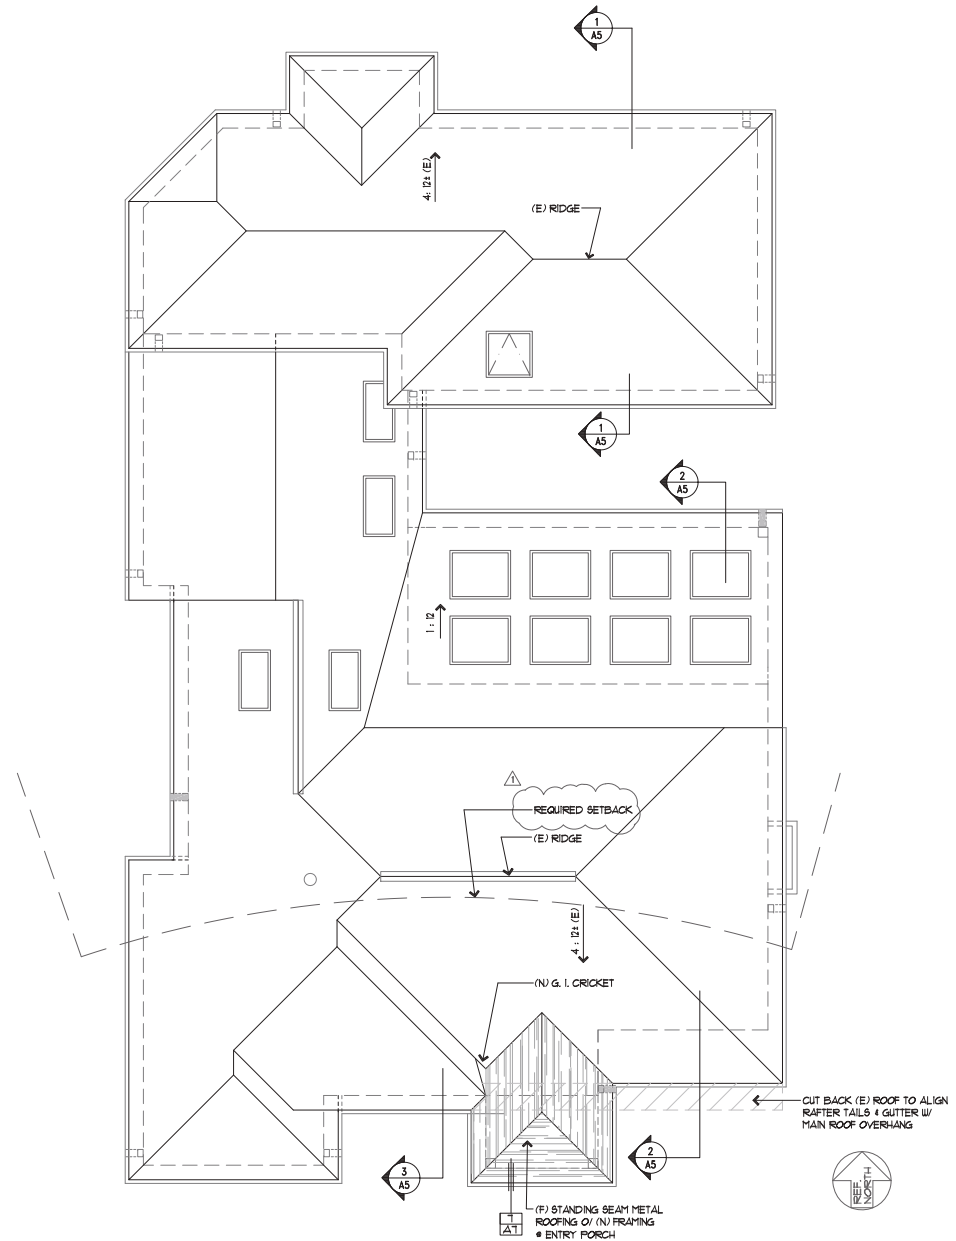 1
A5
4: 12± (E)
(E) RIDGE
1
A5
2
A5
1 : 12
1
REQUIRED SETBACK
(E) RIDGE
4 : 12± (E)
(N) G. I. CRICKET
CUT BACK (E) ROOF TO ALIGN
RAFTER TAILS & GUTTER W/
MAIN ROOF OVERHANG
2
A5
3
A5
REF.
NORTH
(F) STANDING SEAM METAL
ROOFING O/ (N) FRAMING
@ ENTRY PORCH
7
A7